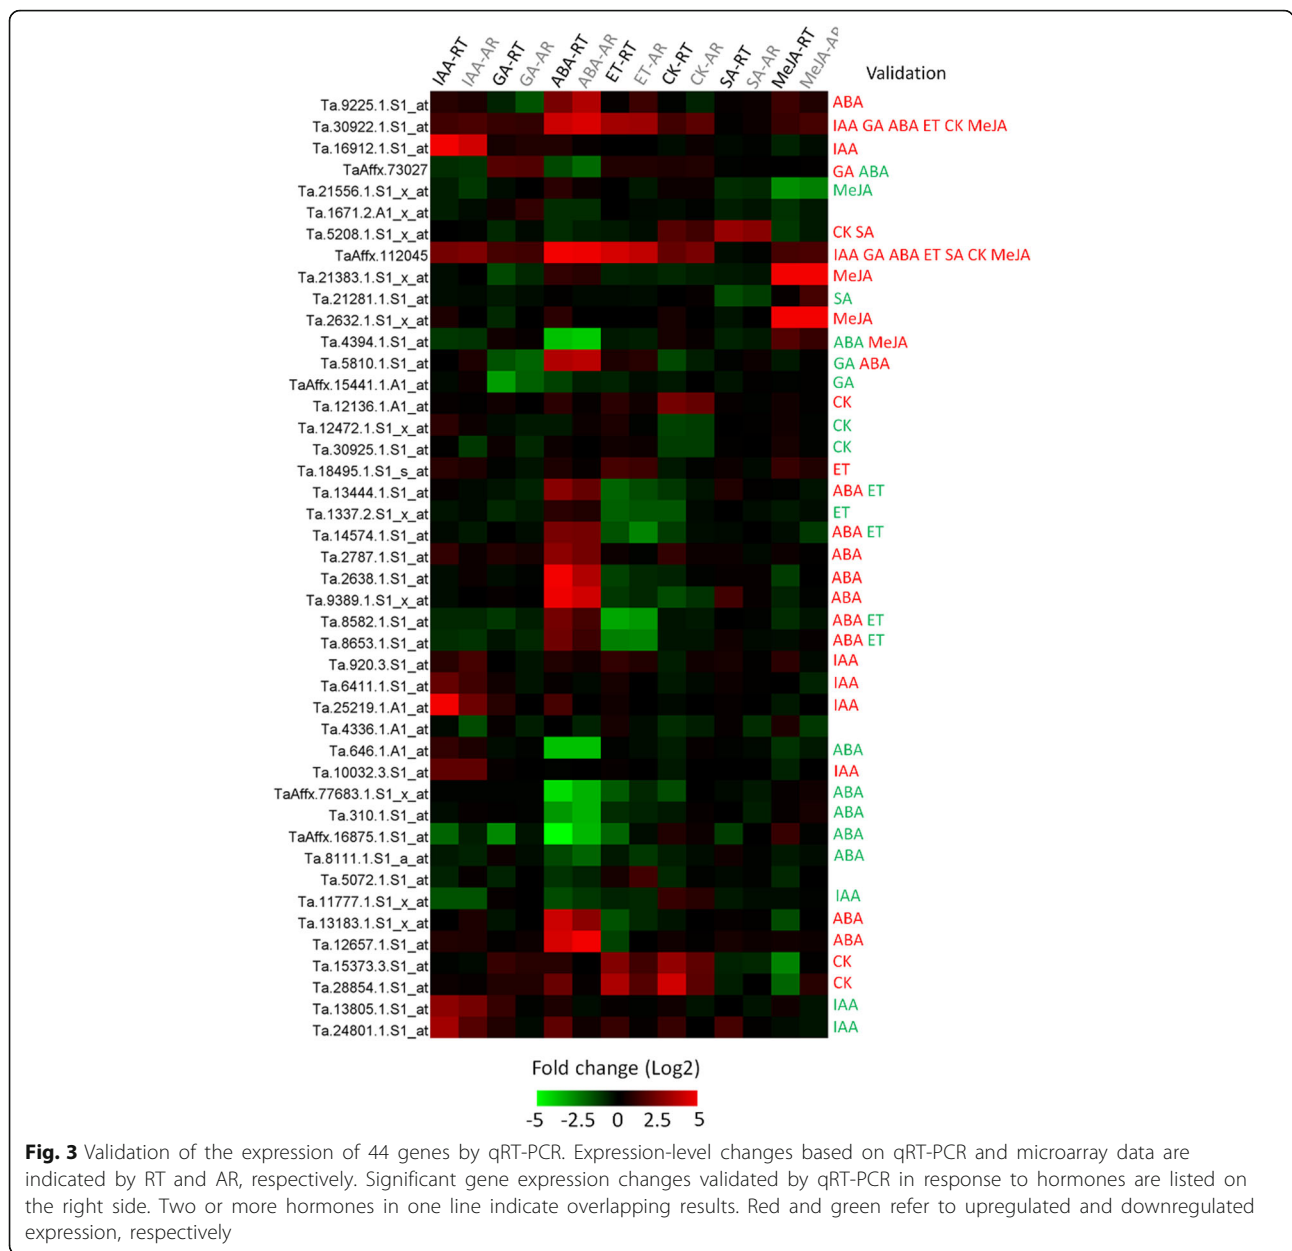 IAA-RT IAA-AR GA-RT GA-AR ABA-RT ABA-AR ET-RT ET-AR CK-RT CK-AR SA-RT SA-AR MeJA-RT MeJA-AR
Validation
Ta.9225.1.S1_at ABA
Ta.30922.1.S1_at IAA GA ABA ET CK MeJA
Ta.16912.1.S1_at IAA
TaAffx.73027 GA ABA
Ta.21556.1.S1_x_at MeJA
Ta.1671.2.A1_x_at
Ta.5208.1.S1_x_at CK SA
TaAffx.112045 IAA GA ABA ET SA CK MeJA
Ta.21383.1.S1_x_at MeJA
Ta.21281.1.S1_at SA
Ta.2632.1.S1_x_at MeJA
Ta.4394.1.S1_at ABA MeJA
Ta.5810.1.S1_at GA ABA
TaAffx.15441.1.A1_at GA
Ta.12136.1.A1_at CK
Ta.12472.1.S1_x_at CK
Ta.30925.1.S1_at CK
Ta.18495.1.S1_s_at ET
Ta.13444.1.S1_at ABA ET
Ta.1337.2.S1_x_at ET
Ta.14574.1.S1_at ABA ET
Ta.2787.1.S1_at ABA
Ta.2638.1.S1_at ABA
Ta.9389.1.S1_x_at ABA
Ta.8582.1.S1_at ABA ET
Ta.8653.1.S1_at ABA ET
Ta.920.3.S1_at IAA
Ta.6411.1.S1_at IAA
Ta.25219.1.A1_at IAA
Ta.4336.1.A1_at
Ta.646.1.A1_at ABA
Ta.10032.3.S1_at IAA
TaAffx.77683.1.S1_x_at ABA
Ta.310.1.S1_at ABA
TaAffx.16875.1.S1_at ABA
Ta.8111.1.S1_a_at ABA
Ta.5072.1.S1_at
Ta.11777.1.S1_x_at IAA
Ta.13183.1.S1_x_at ABA
Ta.12657.1.S1_at ABA
Ta.15373.3.S1_at CK
Ta.28854.1.S1_at CK
Ta.13805.1.S1_at IAA
Ta.24801.1.S1_at IAA
Fold change (Log2)
-5 -2.5 0 2.5 5
Fig. 3 Validation of the expression of 44 genes by qRT-PCR. Expression-level changes based on qRT-PCR and microarray data are
indicated by RT and AR, respectively. Significant gene expression changes validated by qRT-PCR in response to hormones are listed on
the right side. Two or more hormones in one line indicate overlapping results. Red and green refer to upregulated and downregulated
expression, respectively